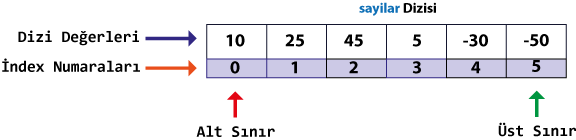 sayilar Dizisi
Dizi Değerleri 10 25 45 5 -30 -50
İndex Numaraları 0 1 2 3 4 5
Alt Sınır Üst Sınır